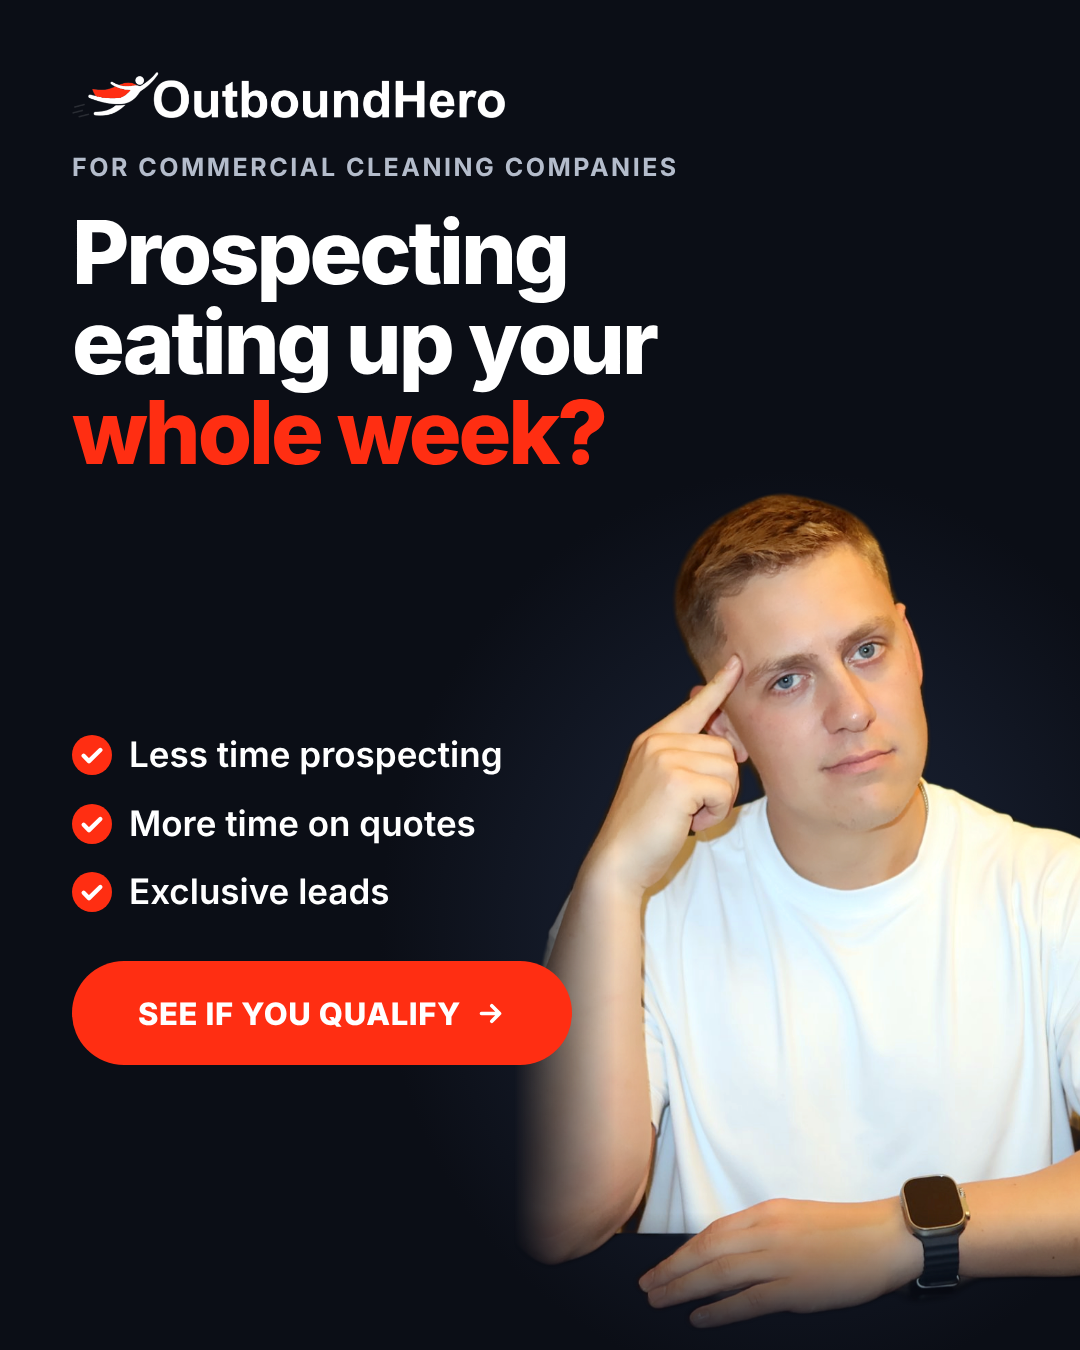 OutboundHero
FOR COMMERCIAL CLEANING COMPANIES
Prospecting
eating up your
whole week?
Less time prospecting
More time on quotes
Exclusive leads
SEE IF YOU QUALIFY →